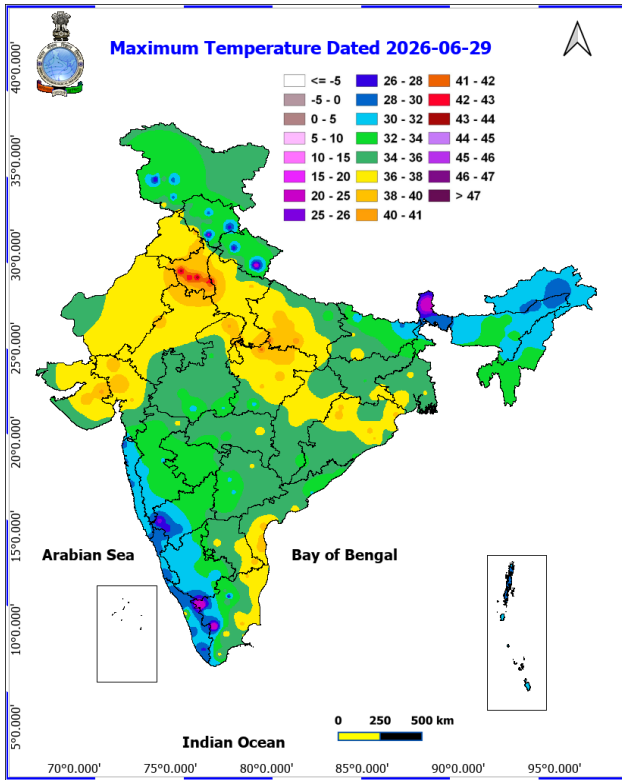 Maximum Temperature Dated 2026-06-29
<= -5
-5 - 0
0 - 5
5 - 10
10 - 15
15 - 20
20 - 25
25 - 26
26 - 28
28 - 30
30 - 32
32 - 34
34 - 36
36 - 38
38 - 40
40 - 41
41 - 42
42 - 43
43 - 44
44 - 45
45 - 46
46 - 47
> 47
40°0.000'
35°0.000'
30°0.000'
25°0.000'
20°0.000'
15°0.000'
10°0.000'
5°0.000'
Arabian Sea
Bay of Bengal
Indian Ocean
0 250 500 km
70°0.000' 75°0.000' 80°0.000' 85°0.000' 90°0.000' 95°0.000'